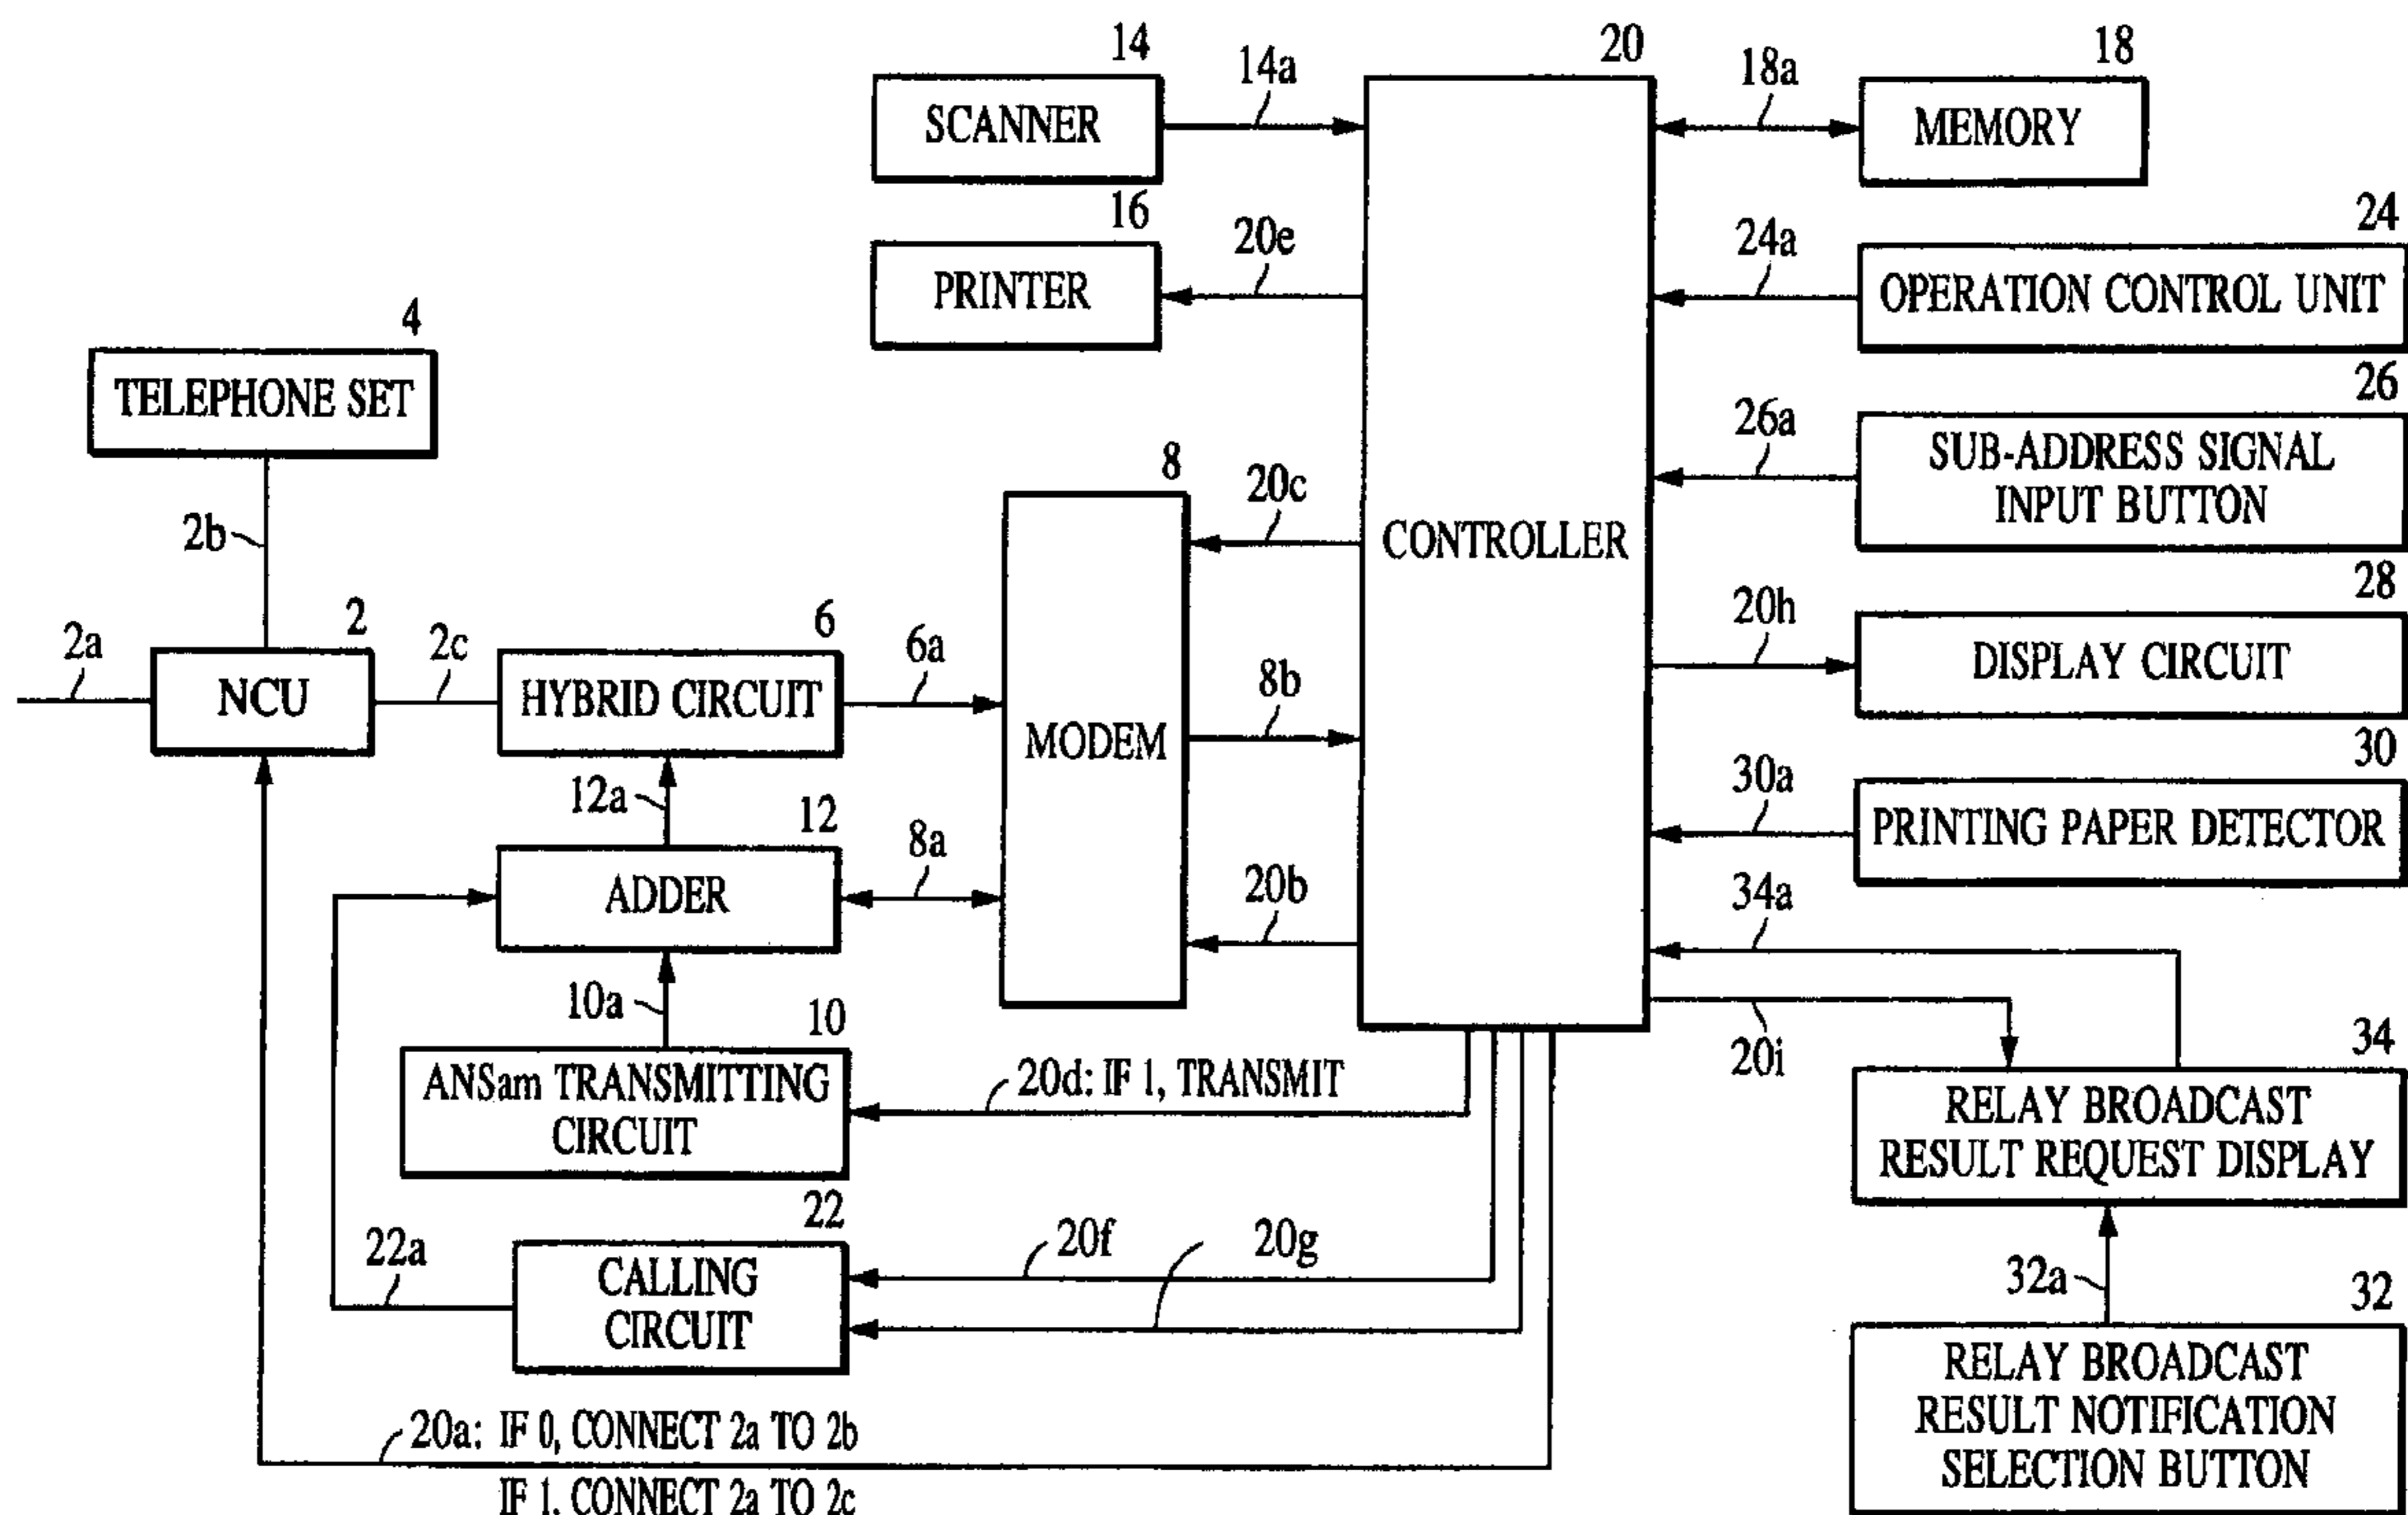 14
14a
20
18a
18
SCANNER
MEMORY
16
20e
24a
24
PRINTER
OPERATION CONTROL UNIT
4
TELEPHONE SET
26a
26
SUB-ADDRESS SIGNAL
INPUT BUTTON
8
20c
CONTROLLER
2b
20h
28
DISPLAY CIRCUIT
2a
2
2c
6
6a
NCU
HYBRID CIRCUIT
8b
MODEM
30a
30
PRINTING PAPER DETECTOR
12a
12
8a
ADDER
20b
34a
10a
10
20i
34
ANSam TRANSMITTING
CIRCUIT
20d: IF 1, TRANSMIT
RELAY BROADCAST
RESULT REQUEST DISPLAY
22
22a
20f
20g
CALLING
CIRCUIT
32a
32
RELAY BROADCAST
RESULT NOTIFICATION
SELECTION BUTTON
20a: IF 0, CONNECT 2a TO 2b
IF 1, CONNECT 2a TO 2c